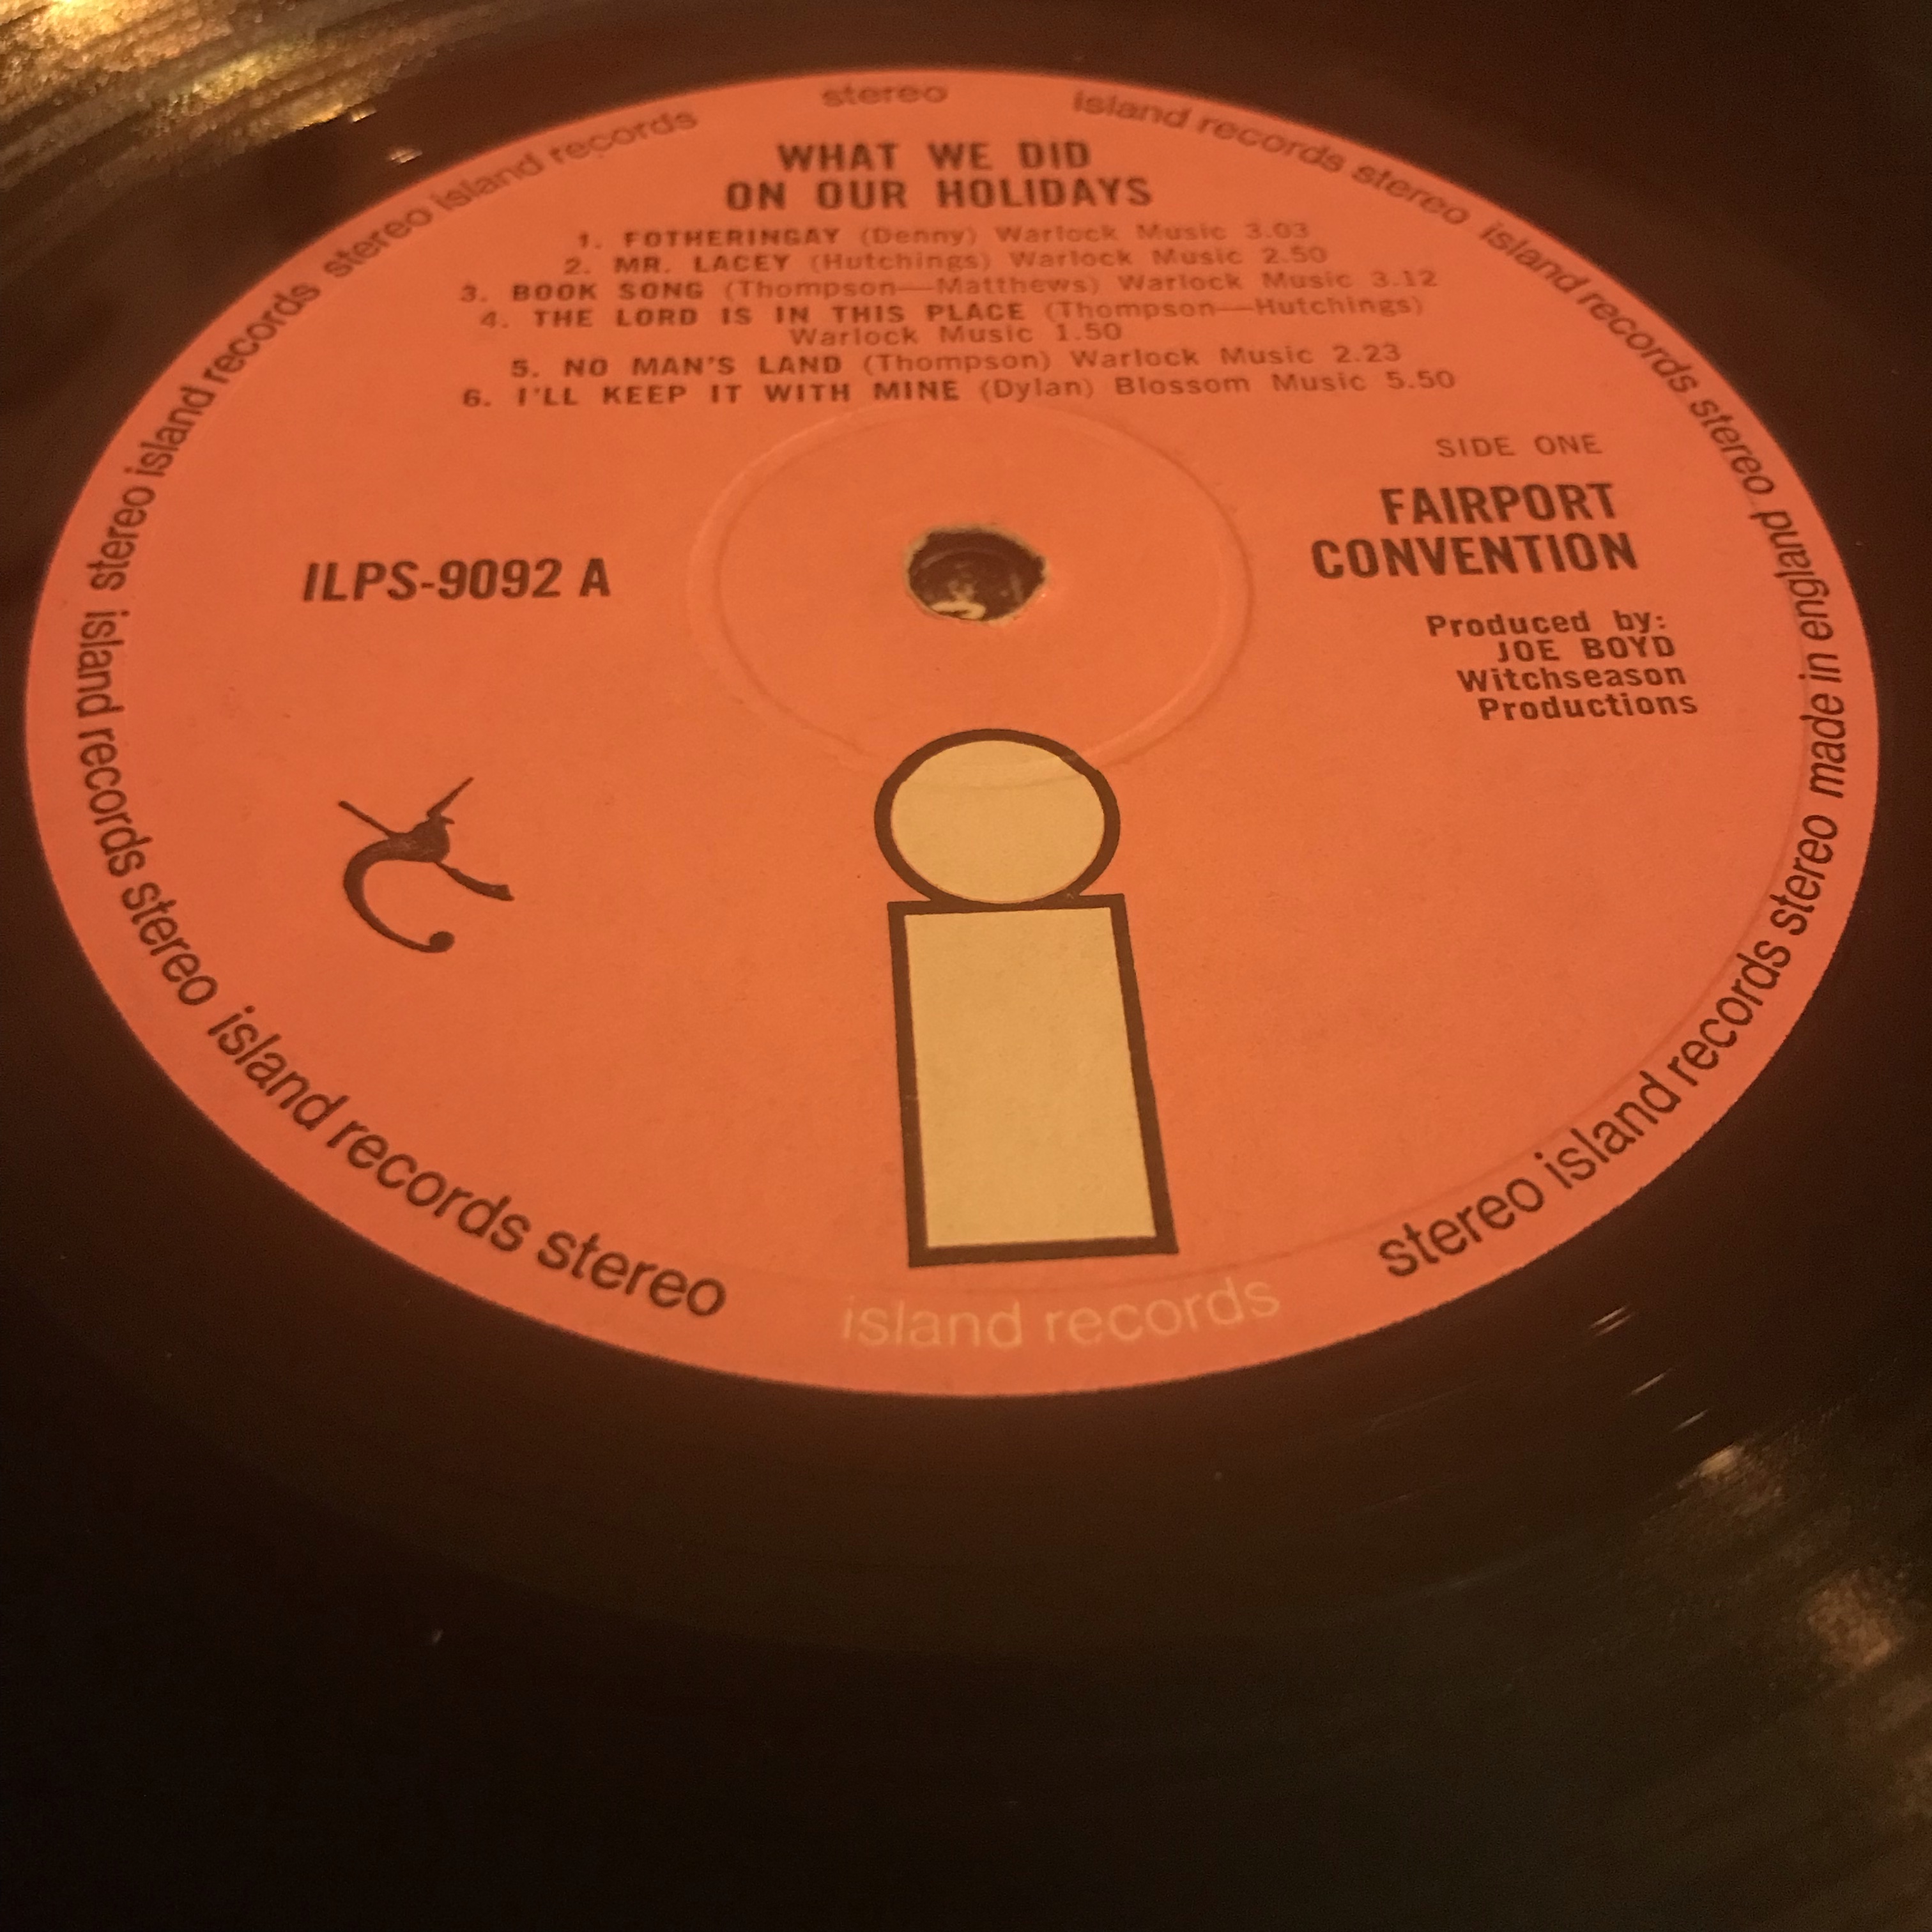 stereo
island records stereo island records stereo made in england
WHAT WE DID
ON OUR HOLIDAYS
1. FOTHERINGAY (Denny) Warlock Music 3.03
2. MR. LACEY (Hutchings) Warlock Music 2.50
3. BOOK SONG (Thompson—Matthews) Warlock Music 3.12
4. THE LORD IS IN THIS PLACE (Thompson—Hutchings)
Warlock Music 1.50
5. NO MAN'S LAND (Thompson) Warlock Music 2.23
6. I'LL KEEP IT WITH MINE (Dylan) Blossom Music 5.50
SIDE ONE
FAIRPORT
CONVENTION
ILPS-9092 A
Produced by:
JOE BOYD
Witchseason
Productions
island records
stereo island records stereo
island records stereo island records stereo island records stereo island records